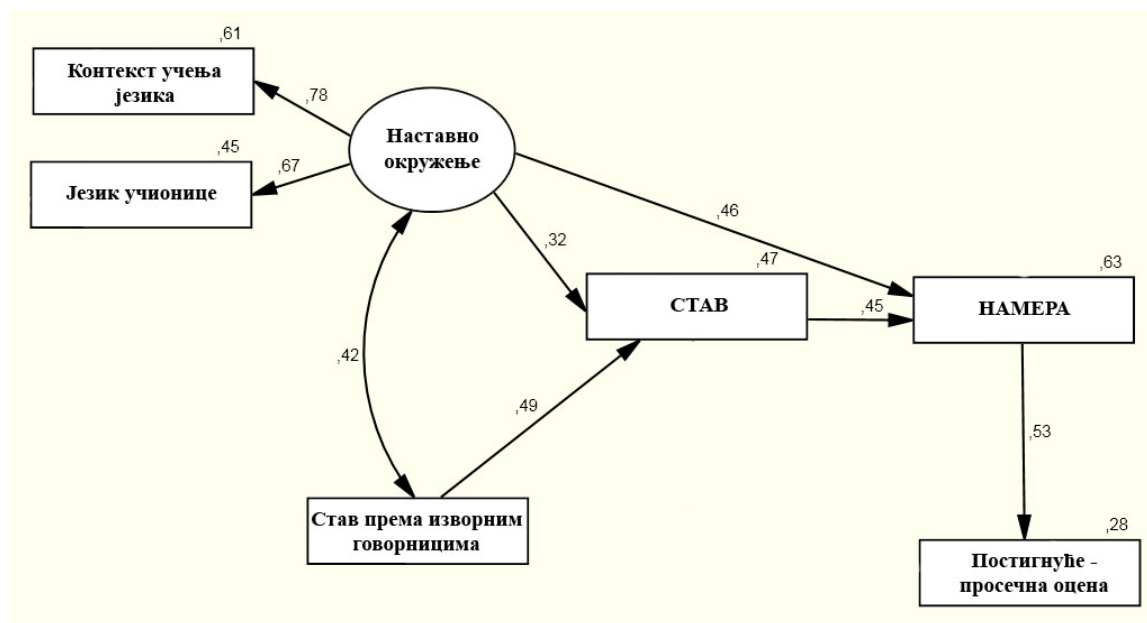 ,61
Контекст учења
језика
,78
Наставно
окружење
,45
,67
Језик учионице
,46
,32
,47
,63
СТАВ
,45
НАМЕРА
,42
,49
,53
Став према изворним
говорницима
,28
Постигнуће -
просечна оцена